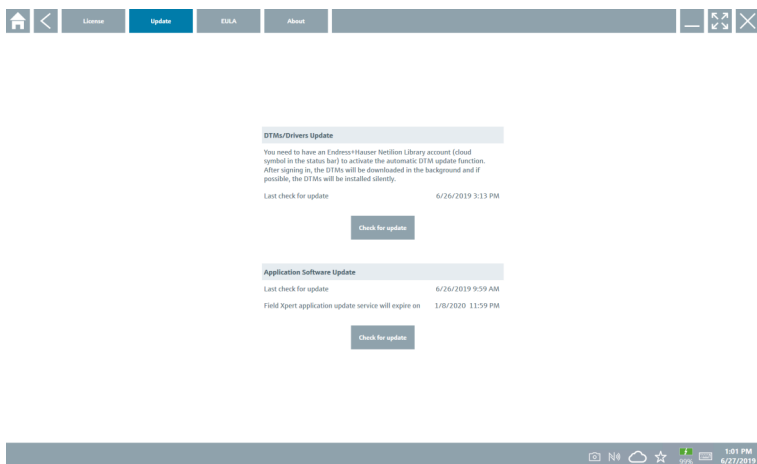 License Update EULA About
DTMs/Drivers Update
You need to have an Endress+Hauser Netilion Library account (cloud
symbol in the status bar) to activate the automatic DTM update function.
After signing in, the DTMs will be downloaded in the background and if
possible, the DTMs will be installed silently.
Last check for update 6/26/2019 3:13 PM
Check for update
Application Software Update
Last check for update 6/26/2019 9:59 AM
Field Xpert application update service will expire on 1/8/2020 11:59 PM
Check for update
1:01 PM
99% 6/27/2019